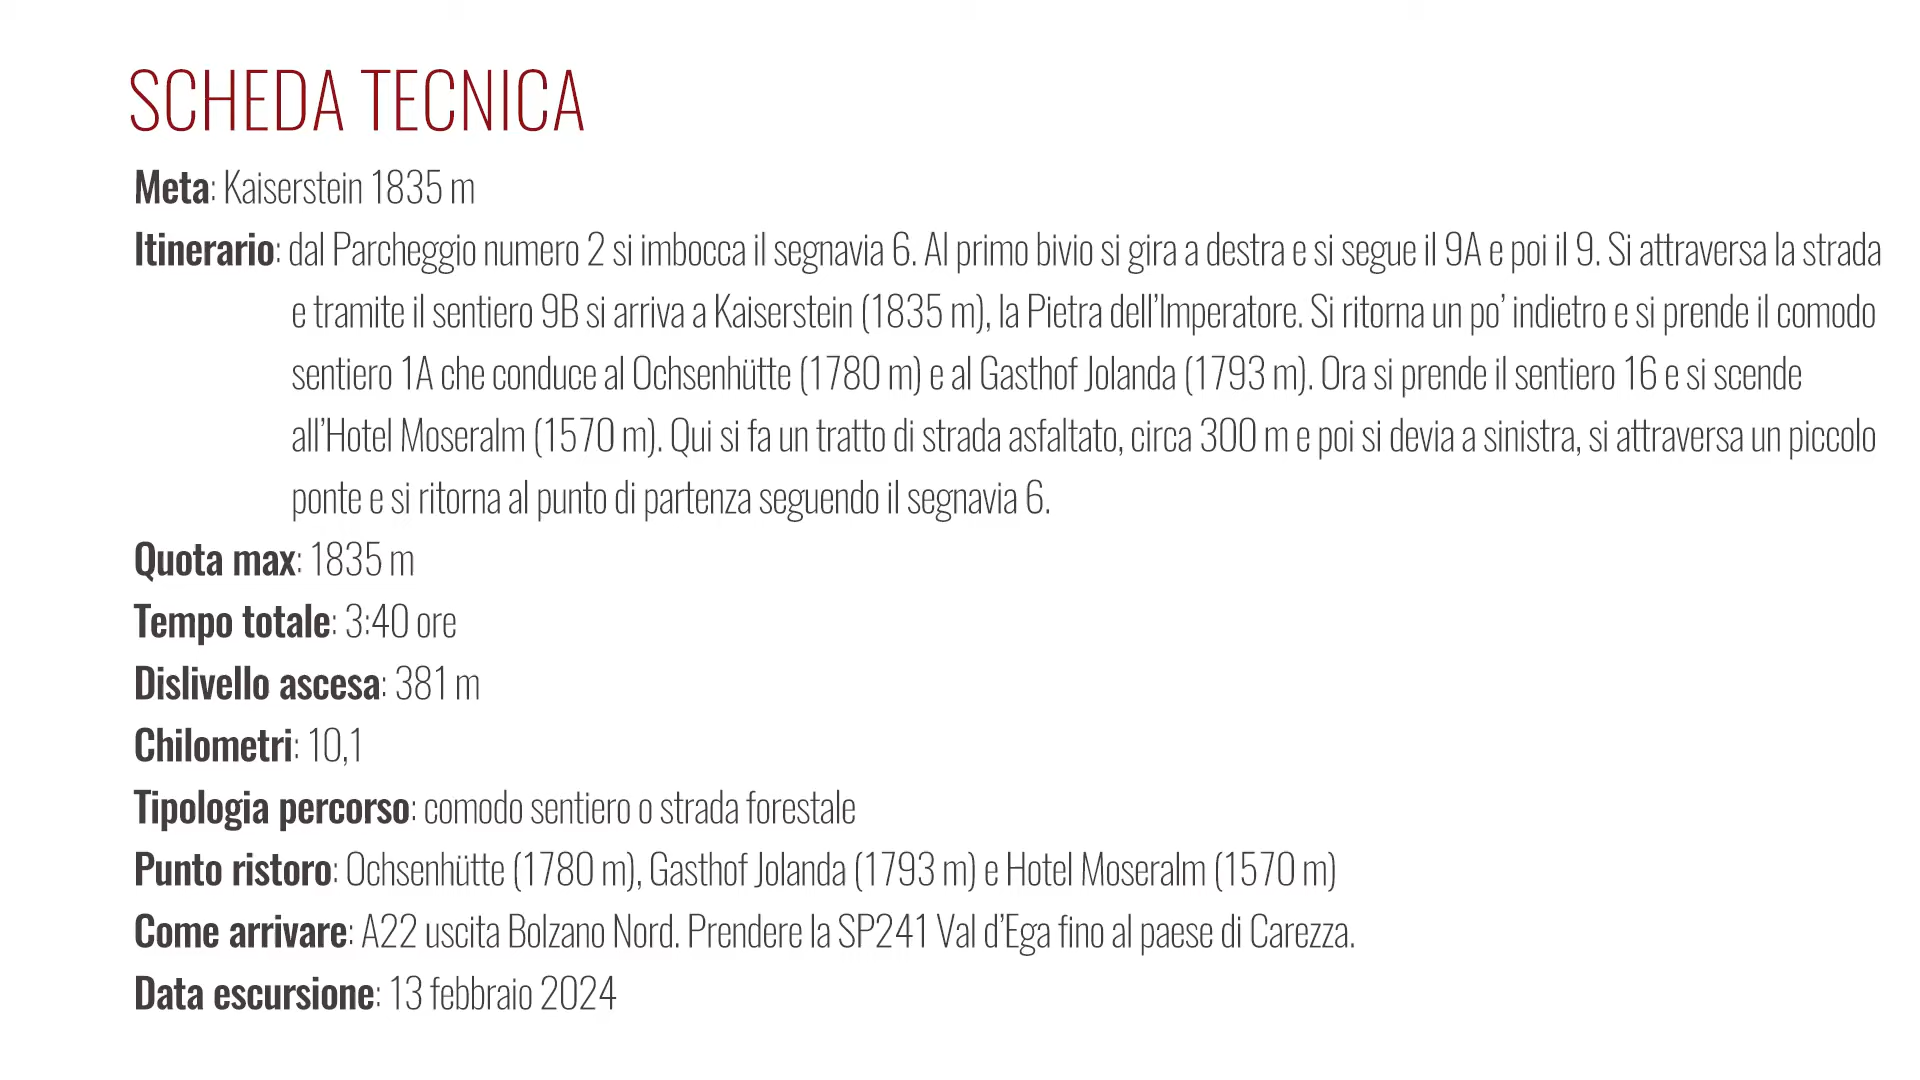 SCHEDA TECNICA
Meta: Kaiserstein 1835 m
Itinerario: dal Parcheggio numero 2 si imbocca il segnavia 6. Al primo bivio si gira a destra e si segue il 9A e poi il 9. Si attraversa la strada
e tramite il sentiero 9B si arriva a Kaiserstein (1835 m), la Pietra dell’Imperatore. Si ritorna un po’ indietro e si prende il comodo
sentiero 1A che conduce al Ochsenhütte (1780 m) e al Gasthof Jolanda (1793 m). Ora si prende il sentiero 16 e si scende
all’Hotel Moseralm (1570 m). Qui si fa un tratto di strada asfaltato, circa 300 m e poi si devia a sinistra, si attraversa un piccolo
ponte e si ritorna al punto di partenza seguendo il segnavia 6.
Quota max: 1835 m
Tempo totale: 3:40 ore
Dislivello ascesa: 381 m
Chilometri: 10,1
Tipologia percorso: comodo sentiero o strada forestale
Punto ristoro: Ochsenhütte (1780 m), Gasthof Jolanda (1793 m) e Hotel Moseralm (1570 m)
Come arrivare: A22 uscita Bolzano Nord. Prendere la SP241 Val d’Ega fino al paese di Carezza.
Data escursione: 13 febbraio 2024